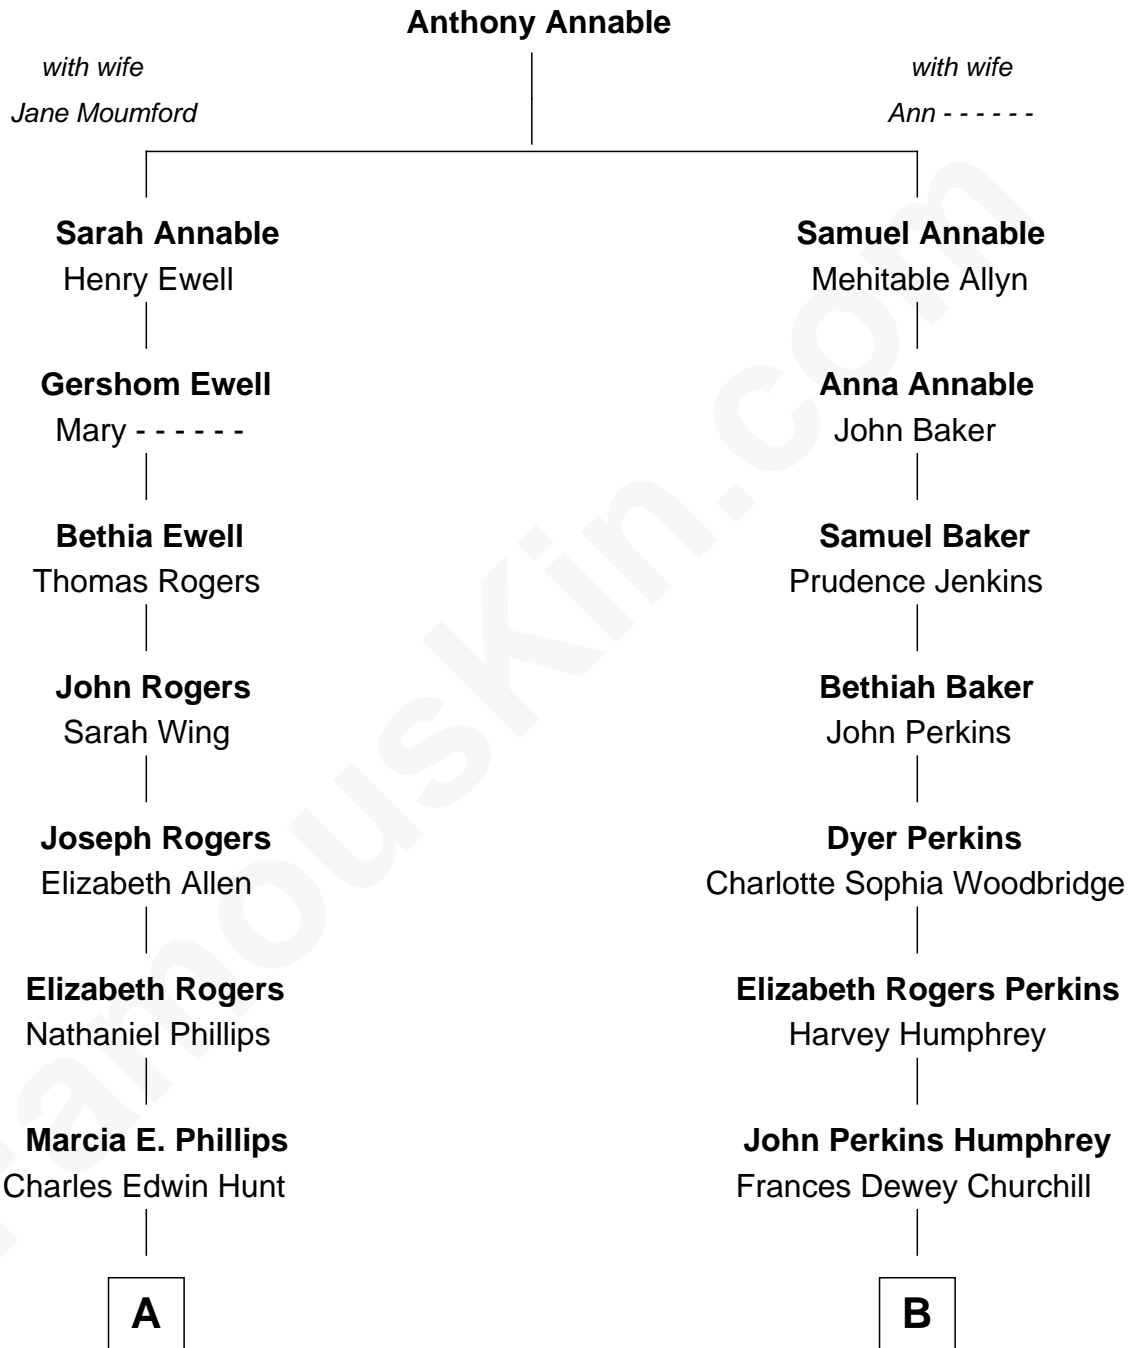 Anthony Annable
with wife
Jane Moumford
with wife
Ann - - - - - -
Sarah Annable
Henry Ewell
Samuel Annable
Mehitable Allyn
Gershom Ewell
Mary - - - - - -
Anna Annable
John Baker
Bethia Ewell
Thomas Rogers
Samuel Baker
Prudence Jenkins
John Rogers
Sarah Wing
Bethiah Baker
John Perkins
Joseph Rogers
Elizabeth Allen
Dyer Perkins
Charlotte Sophia Woodbridge
Elizabeth Rogers
Nathaniel Phillips
Elizabeth Rogers Perkins
Harvey Humphrey
Marcia E. Phillips
Charles Edwin Hunt
John Perkins Humphrey
Frances Dewey Churchill
A
B
FamousKin.com